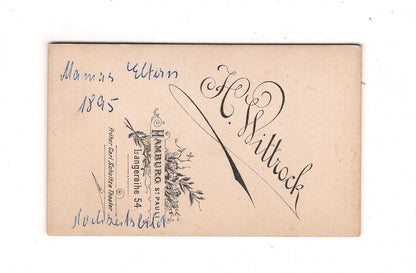 Mamas Eltern
1895
Hochzeitsbild
H. Wittrock
HAMBURG ST. PAULI
Langereihe 54
früher Carl Schultze Theater